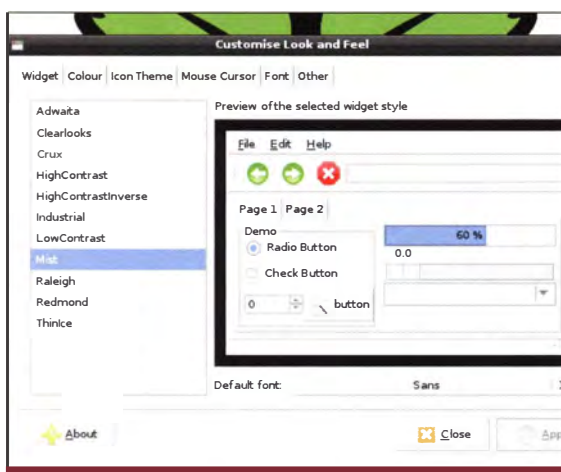 Customise Look and Feel
Widget Colour Icon Theme Mouse Cursor Font Other
Adwaita
Clearlooks
Crux
HighContrast
HighContrastInverse
Industrial
LowContrast
Mist
Raleigh
Redmond
ThinIce
Preview of the selected widget style
File Edit Help
Page 1 Page 2
Demo
Radio Button
Check Button
0
button
60 %
0.0
Default font:
Sans
About
Close
App